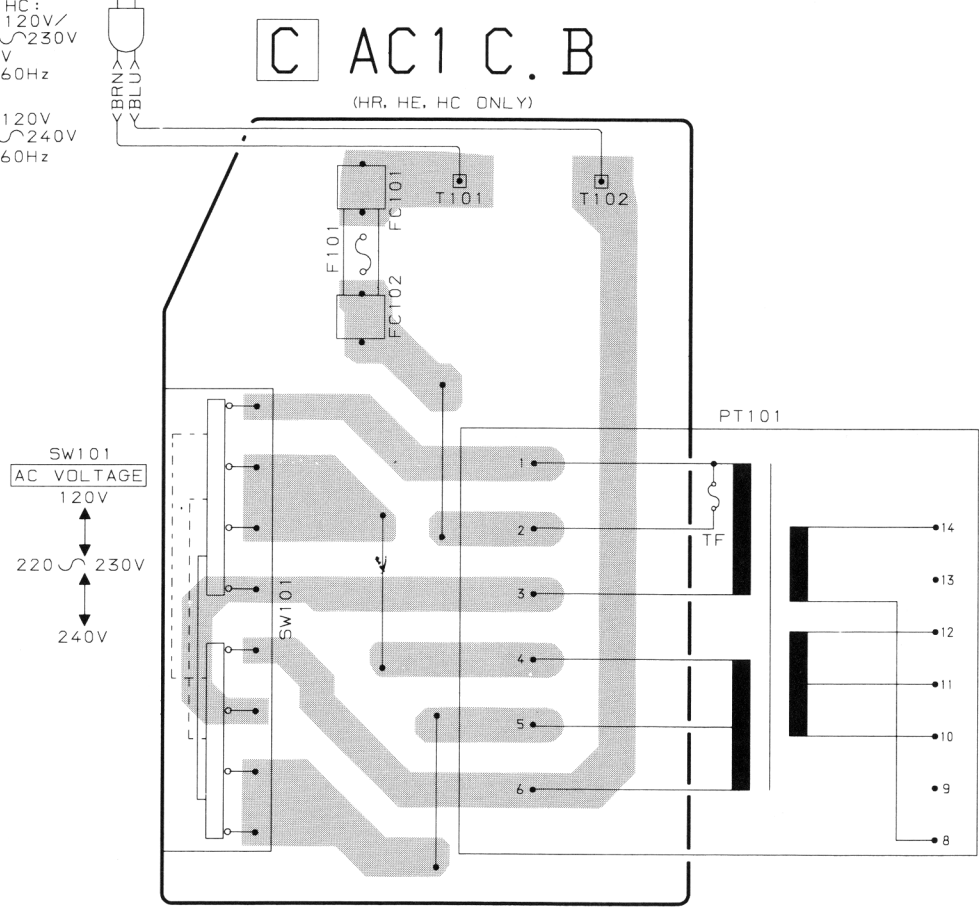 HC:
120V/
230V
V
60Hz
120V
240V
60Hz
BRN
BLU
C AC1 C.B
(HR, HE, HC ONLY)
T101
T102
FC101
F101
FC102
PT101
SW101
AC VOLTAGE
120V
220 230V
240V
SW101
1
2
3
4
5
6
TF
14
13
12
11
10
9
8